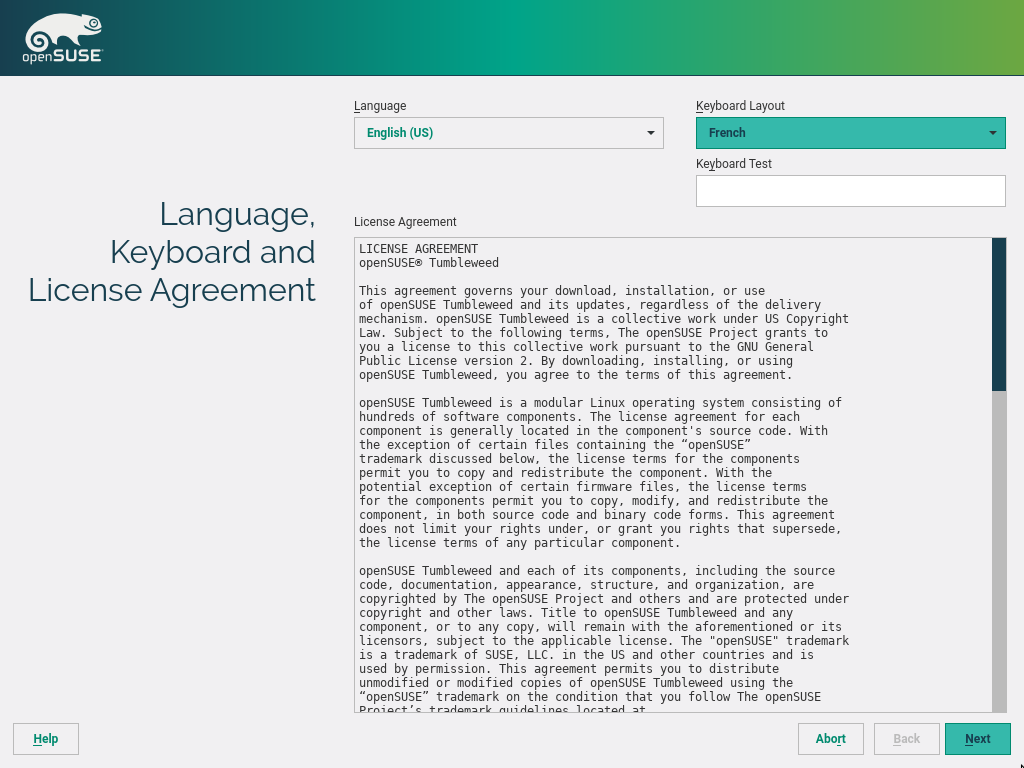 openSUSE
Language
Keyboard Layout
English (US)
French
Keyboard Test
Language,
Keyboard and
License Agreement
License Agreement
LICENSE AGREEMENT
openSUSE® Tumbleweed
This agreement governs your download, installation, or use
of openSUSE Tumbleweed and its updates, regardless of the delivery
mechanism. openSUSE Tumbleweed is a collective work under US Copyright
Law. Subject to the following terms, The openSUSE Project grants to
you a license to this collective work pursuant to the GNU General
Public License version 2. By downloading, installing, or using
openSUSE Tumbleweed, you agree to the terms of this agreement.
openSUSE Tumbleweed is a modular Linux operating system consisting of
hundreds of software components. The license agreement for each
component is generally located in the component's source code. With
the exception of certain files containing the “openSUSE”
trademark discussed below, the license terms for the components
permit you to copy and redistribute the component. With the
potential exception of certain firmware files, the license terms
for the components permit you to copy, modify, and redistribute the
component, in both source code and binary code forms. This agreement
does not limit your rights under, or grant you rights that supersede,
the license terms of any particular component.
openSUSE Tumbleweed and each of its components, including the source
code, documentation, appearance, structure, and organization, are
copyrighted by The openSUSE Project and others and are protected under
copyright and other laws. Title to openSUSE Tumbleweed and any
component, or to any copy, will remain with the aforementioned or its
licensors, subject to the applicable license. The "openSUSE" trademark
is a trademark of SUSE, LLC. in the US and other countries and is
used by permission. This agreement permits you to distribute
unmodified or modified copies of openSUSE Tumbleweed using the
“openSUSE” trademark on the condition that you follow The openSUSE
Project’s trademark guidelines located at
Help
Abort
Back
Next